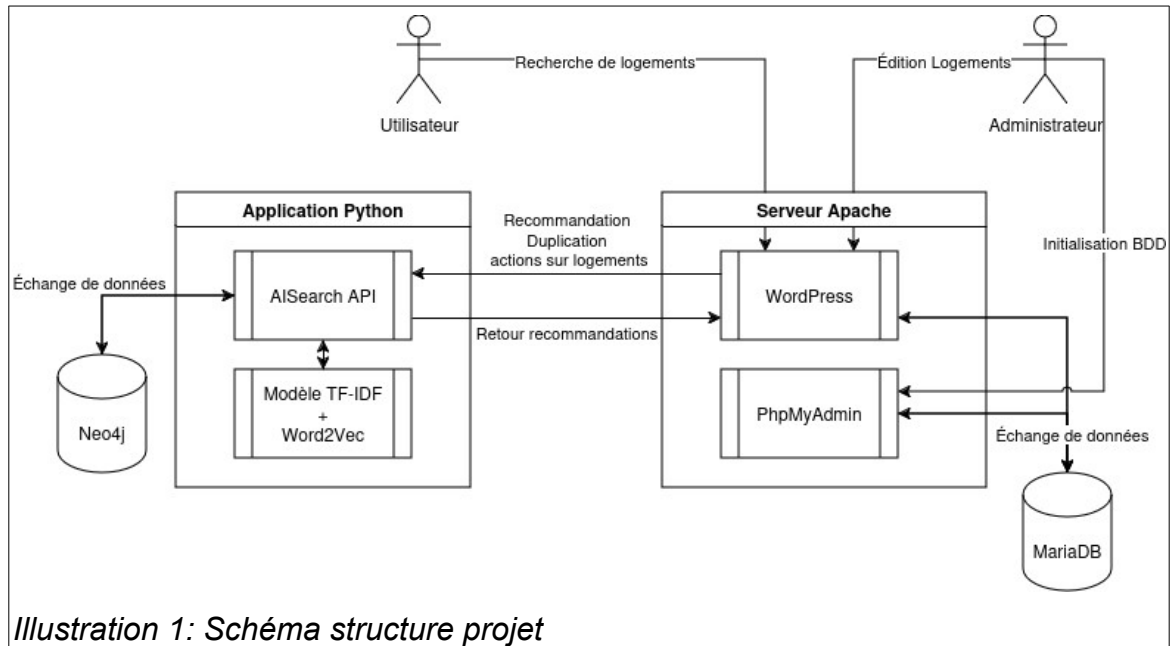 Recherche de logements
Édition Logements
Utilisateur
Administrateur
Application Python
Serveur Apache
Recommandation
Duplication
actions sur logements
Initialisation BDD
Échange de données
AISearch API
WordPress
Retour recommandations
Modèle TF-IDF
+
Word2Vec
Neo4j
PhpMyAdmin
Échange de données
MariaDB
Illustration 1: Schéma structure projet